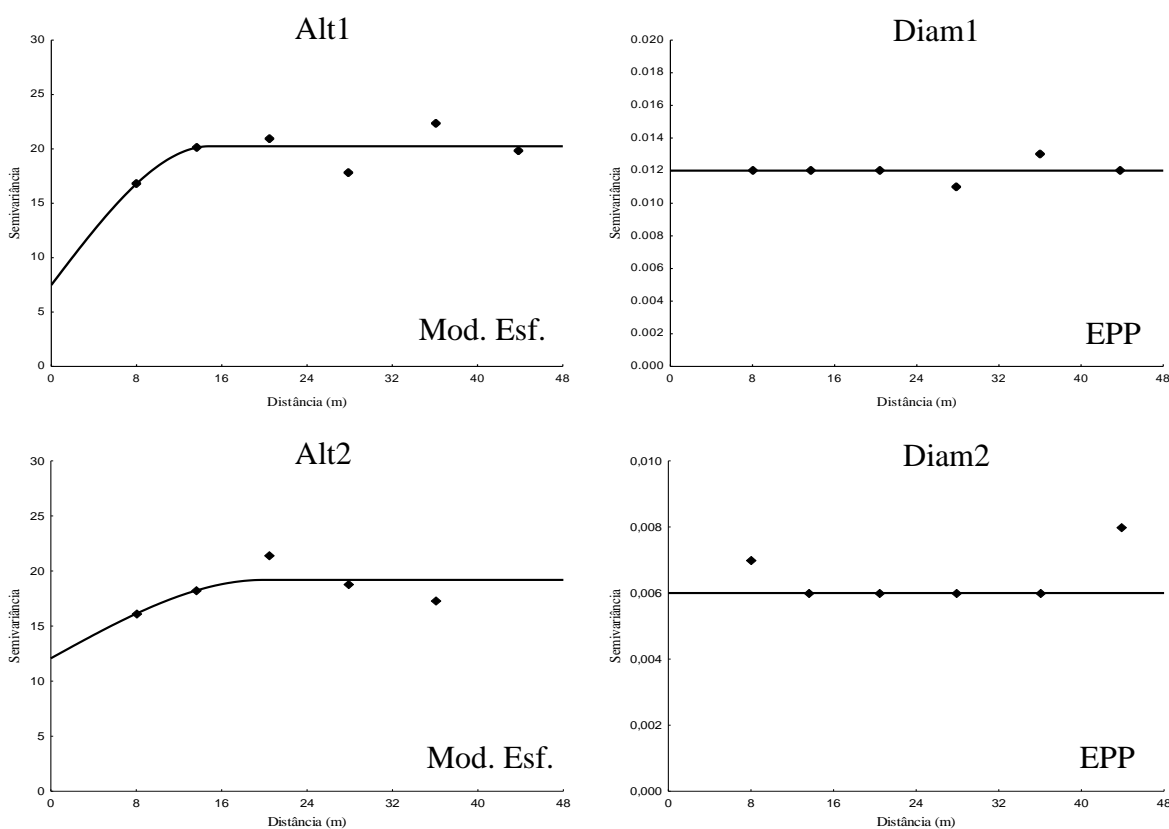 Alt1
30
25
20
15
10
5
0
Semivariância
0 8 16 24 32 40 48
Distância (m)
Mod. Esf.
Diam1
0.020
0.018
0.016
0.014
0.012
0.010
0.008
0.006
0.004
0.002
0.000
Semivariância
0 8 16 24 32 40 48
Distância (m)
EPP
Alt2
30
25
20
15
10
5
0
Semivariância
0 8 16 24 32 40 48
Distância (m)
Mod. Esf.
Diam2
0,010
0,008
0,006
0,004
0,002
0,000
Semivariância
0 8 16 24 32 40 48
Distância (m)
EPP